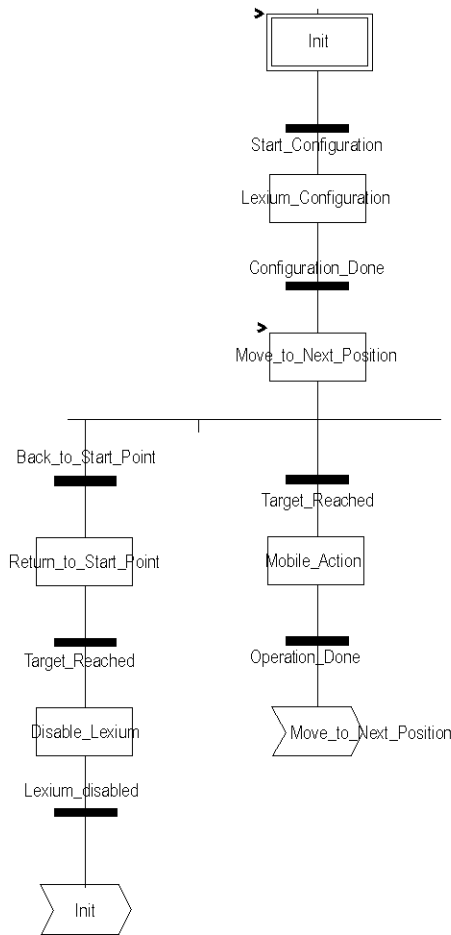 Init
Start_Configuration
Lexium_Configuration
Configuration_Done
Move_to_Next_Position
Back_to_Start_Point
Target_Reached
Return_to_Start_Point
Mobile_Action
Target_Reached
Operation_Done
Disable_Lexium
Move_to_Next_Position
Lexium_disabled
Init